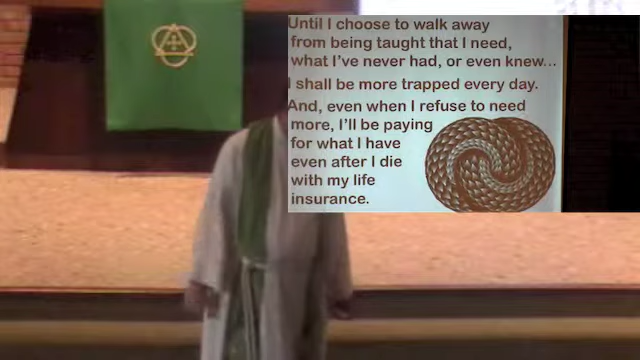 Until I choose to walk away
from being taught that I need,
what I've never had, or even knew...
I shall be more trapped every day.
And, even when I refuse to need
more, I'll be paying
for what I have
even after I die
with my life
insurance.